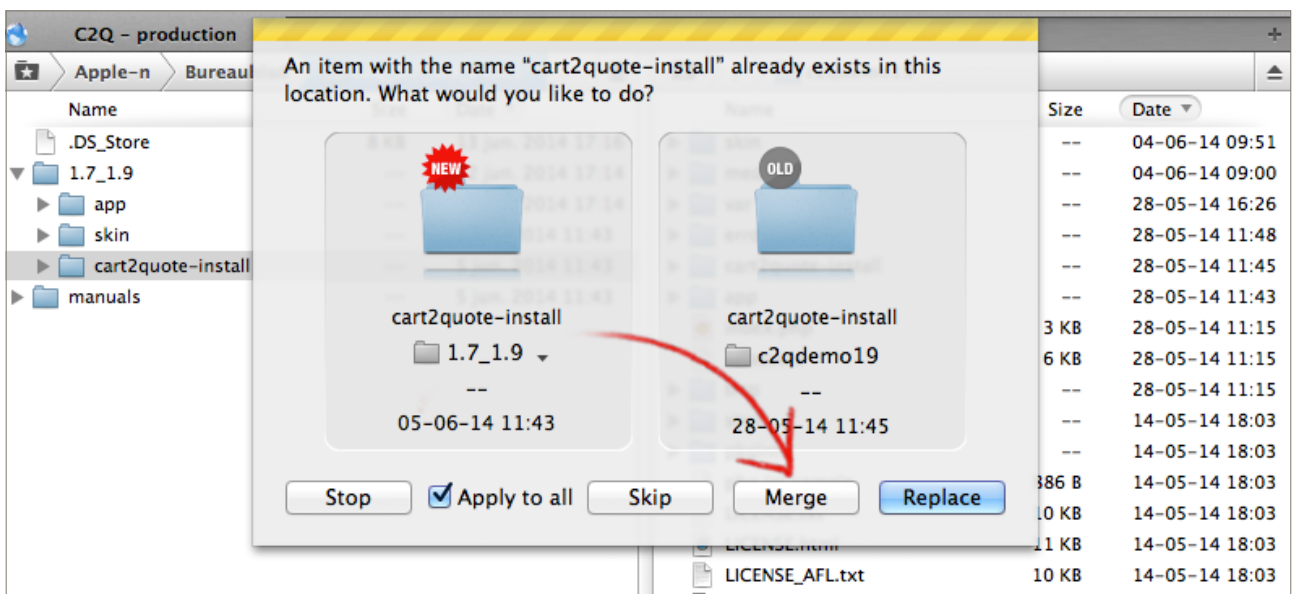 C2Q – production
+
Apple-n
Name
.DS_Store
1.7_1.9
app
skin
cart2quote-install
manuals
An item with the name “cart2quote-install” already exists in this
location. What would you like to do?
NEW
cart2quote-install
1.7_1.9
--
05-06-14 11:43
OLD
cart2quote-install
c2qdemo19
--
28-05-14 11:45
Stop
Apply to all
Skip
Merge
Replace
Size Date
-- 04-06-14 09:51
-- 04-06-14 09:00
-- 28-05-14 16:26
-- 28-05-14 11:48
-- 28-05-14 11:45
-- 28-05-14 11:43
3 KB 28-05-14 11:15
6 KB 28-05-14 11:15
-- 28-05-14 11:15
-- 14-05-14 18:03
-- 14-05-14 18:03
14-05-14 18:03
14-05-14 18:03
LICENSE.html 11 KB 14-05-14 18:03
LICENSE_AFL.txt 10 KB 14-05-14 18:03